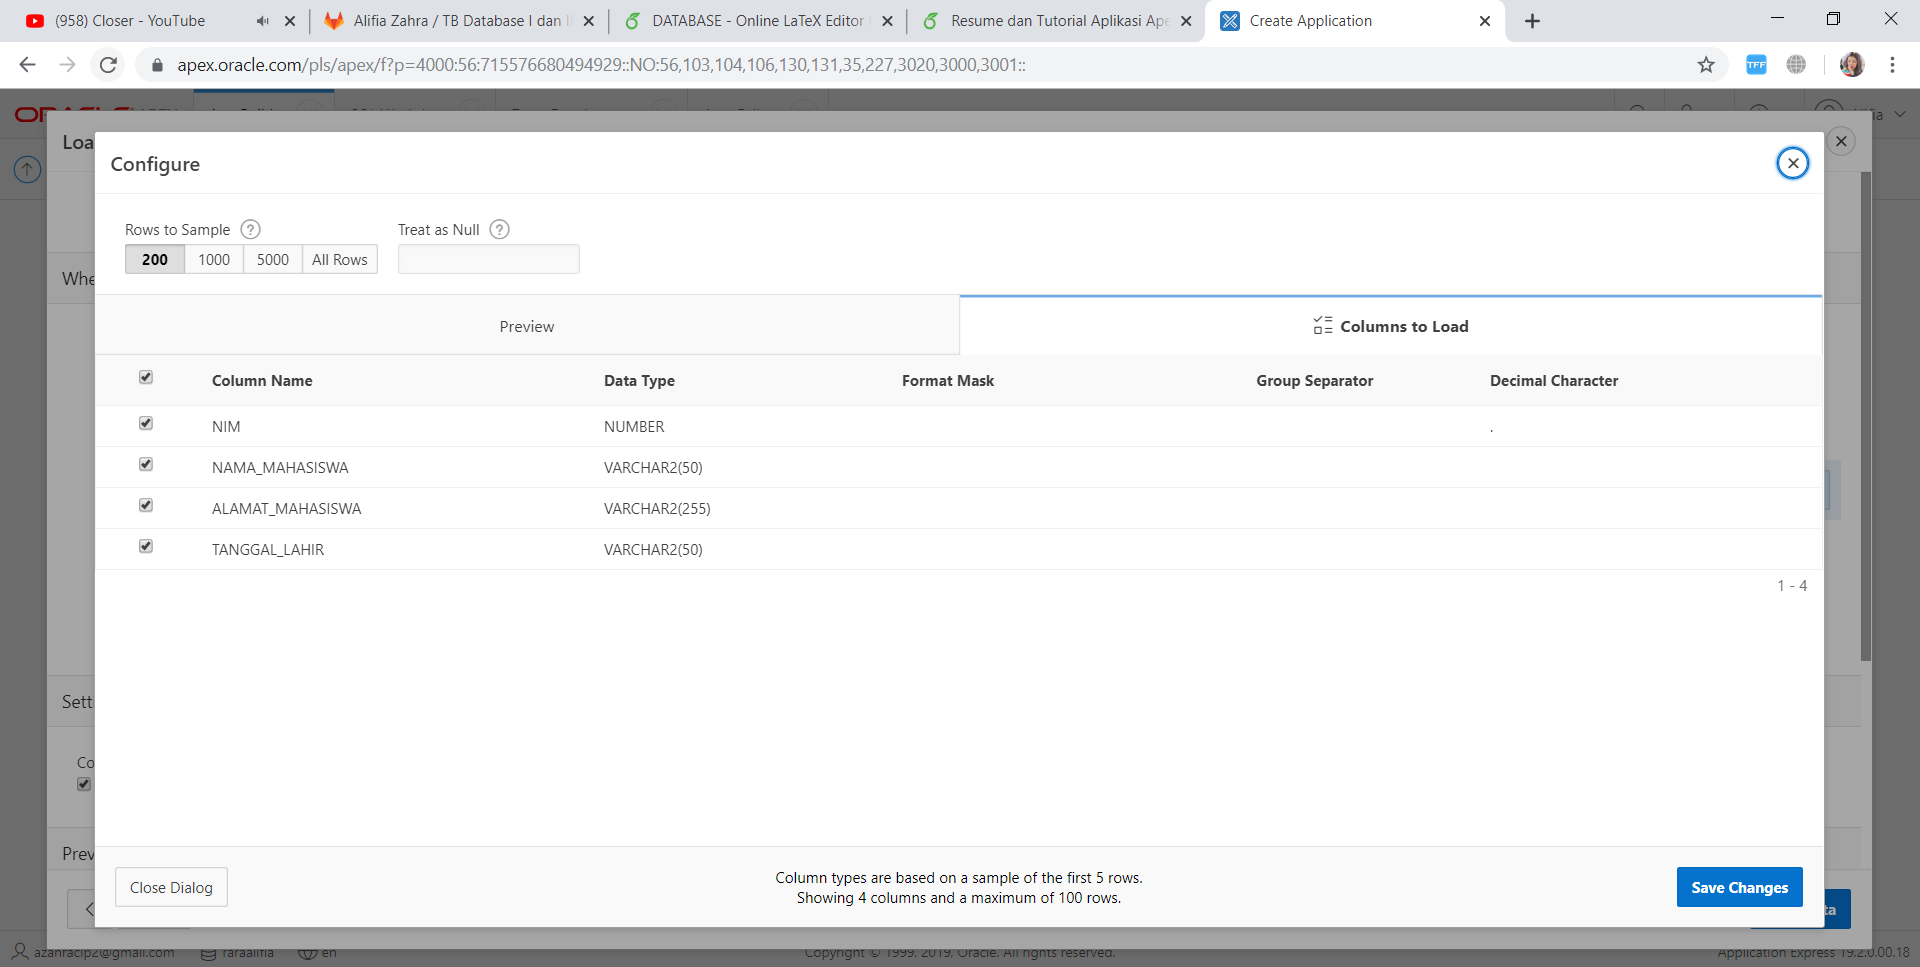 (958) Closer - YouTube
Alifia Zahra / TB Database I dan
DATABASE - Online LaTeX Editor
Resume dan Tutorial Aplikasi Ape
Create Application
apex.oracle.com/pls/apex/f?p=4000:56:715576680494929::NO:56,103,104,106,130,131,35,227,3020,3000,3001::
TFF
Loa
Configure
Rows to Sample ?
Treat as Null ?
200 1000 5000 All Rows
Whe
Preview
Columns to Load
Column Name Data Type Format Mask Group Separator Decimal Character
NIM NUMBER .
NAMA_MAHASISWA VARCHAR2(50)
ALAMAT_MAHASISWA VARCHAR2(255)
TANGGAL_LAHIR VARCHAR2(50)
1 - 4
Sett
Co
Prev
Close Dialog
Column types are based on a sample of the first 5 rows.
Showing 4 columns and a maximum of 100 rows.
Save Changes
ta
azahracip2@gmail.com raraalifia en
Copyright © 1999, 2019, Oracle. All rights reserved.
Application Express 19.2.0.00.18